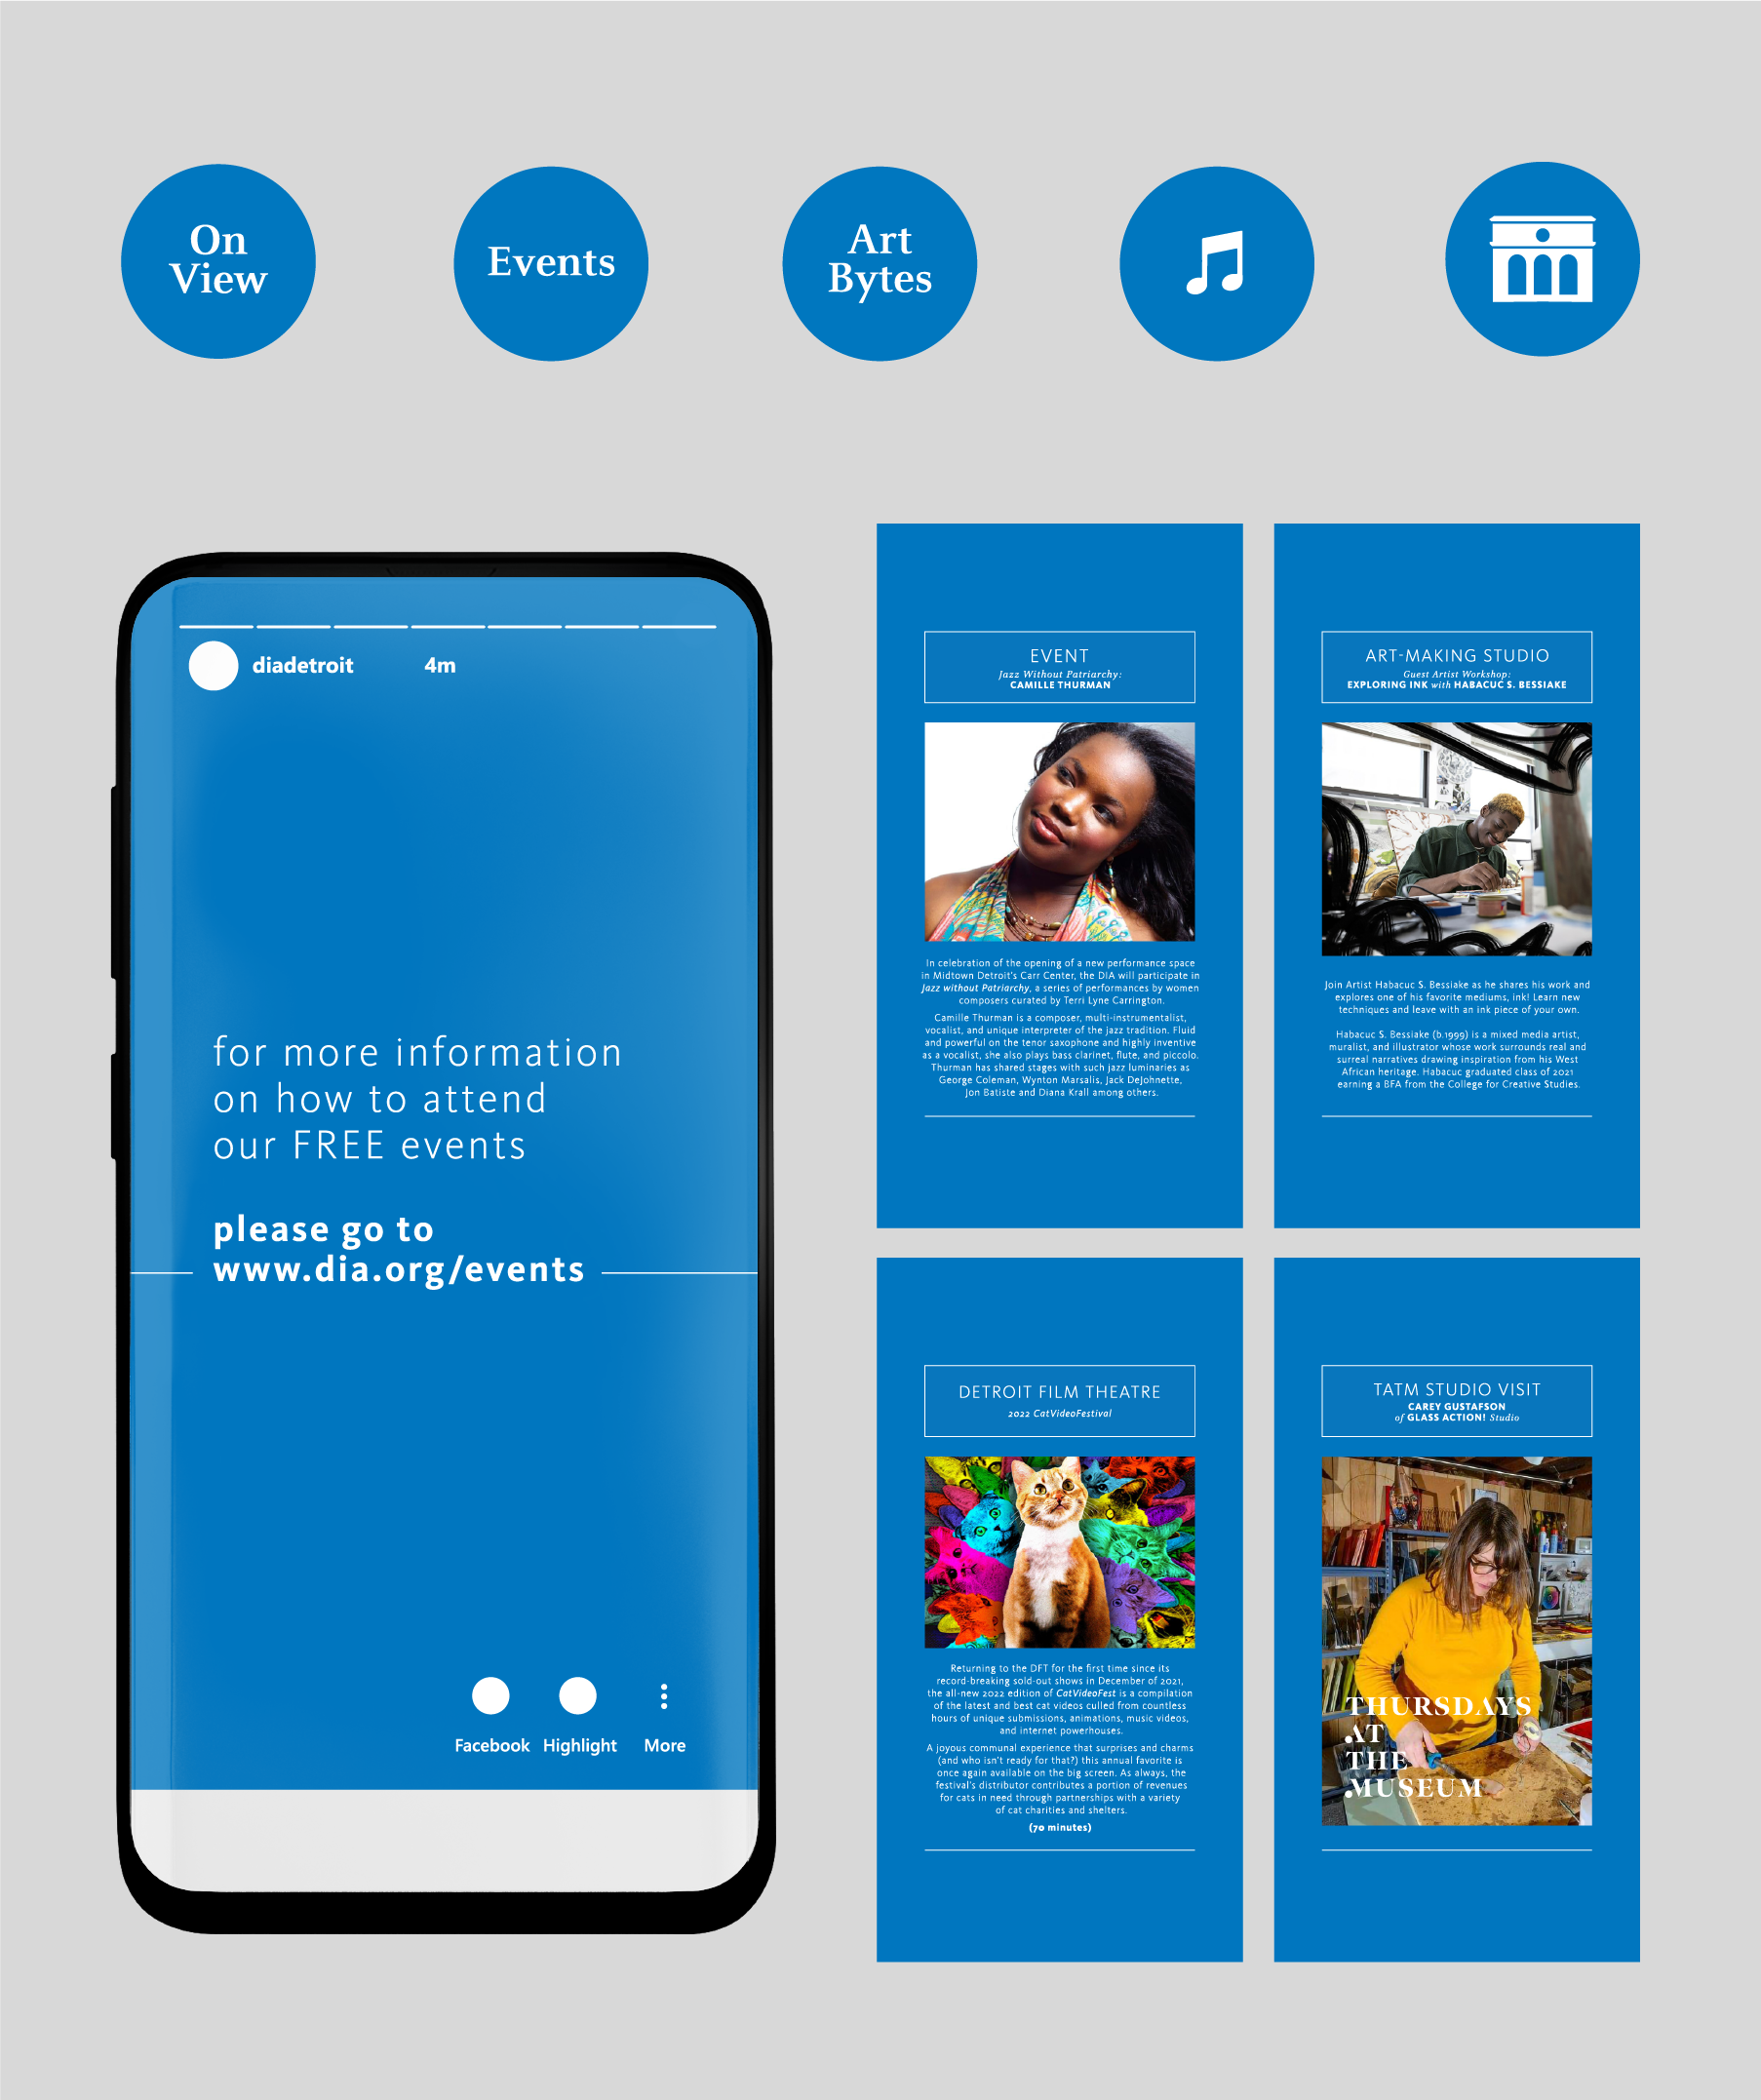 On
View
Events
Art
Bytes
diadetroit 4m
for more information
on how to attend
our FREE events
please go to
www.dia.org/events
Facebook Highlight More
EVENT
Jazz Without Patriarchy:
CAMILLE THURMAN
In celebration of the opening of a new performance space
in Midtown Detroit's Carr Center, the DIA will participate in
Jazz without Patriarchy, a series of performances by women
composers curated by Terri Lyne Carrington.
Camille Thurman is a composer, multi-instrumentalist,
vocalist, and unique interpreter of the jazz tradition. Fluid
and powerful on the tenor saxophone and highly inventive
as a vocalist, she also plays bass clarinet, flute, and piccolo.
Thurman has shared stages with such jazz luminaries as
George Coleman, Wynton Marsalis, Jack DeJohnette,
Jon Batiste and Diana Krall among others.
ART-MAKING STUDIO
Guest Artist Workshop:
EXPLORING INK with HABACUC S. BESSIAKE
Join Artist Habacuc S. Bessiake as he shares his work and
explores one of his favorite mediums, ink! Learn new
techniques and leave with an ink piece of your own.
Habacuc S. Bessiake (b.1999) is a mixed media artist,
muralist, and illustrator whose work surrounds real and
surreal narratives drawing inspiration from his West
African heritage. Habacuc graduated class of 2021
earning a BFA from the College for Creative Studies.
DETROIT FILM THEATRE
2022 CatVideoFestival
Returning to the DFT for the first time since its
record-breaking sold-out shows in December of 2021,
the all-new 2022 edition of CatVideoFest is a compilation
of the latest and best cat videos culled from countless
hours of unique submissions, animations, music videos,
and internet powerhouses.
A joyous communal experience that surprises and charms
(and who isn't ready for that?) this annual favorite is
once again available on the big screen. As always, the
festival's distributor contributes a portion of revenues
for cats in need through partnerships with a variety
of cat charities and shelters.
(70 minutes)
TATM STUDIO VISIT
CAREY GUSTAFSON
of GLASS ACTION! Studio
THURSDAYS
AT
THE
MUSEUM